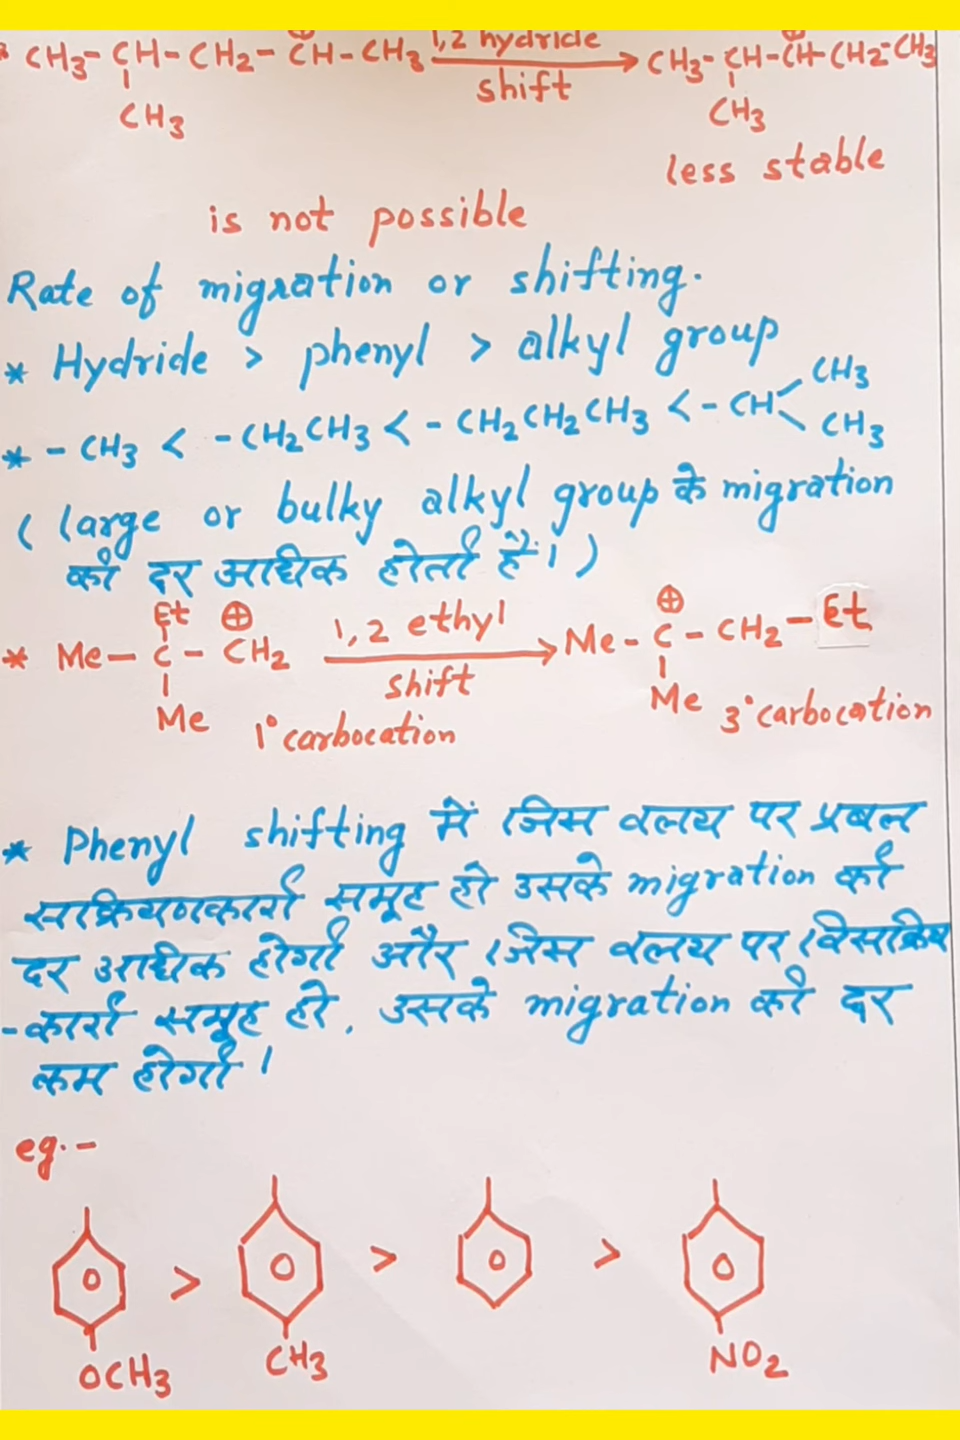 CH3-CH-CH2-CH-CH3 1,2 hydride shift CH3-CH-CH-CH2-CH3
⊕ ⊕
CH3 CH3
less stable
is not possible
Rate of migration or shifting.
* Hydride > phenyl > alkyl group
* -CH3 < -CH2CH3 < -CH2CH2CH3 < -CH CH3 CH3
( large or bulky alkyl group के migration
की दर अधिक होती है। )
Et ⊕ ⊕
* Me-C-CH2 1,2 ethyl shift Me-C-CH2-Et
Me Me
1° carbocation 3° carbocation
* Phenyl shifting में जिस वलय पर प्रबल
सक्रियणकारी समूह हो उसके migration की
दर अधिक होगी और जिस वलय पर विसक्रिय
-कारी समूह हो, उसके migration की दर
कम होगी।
eg.-
> > >
OCH3 CH3 NO2